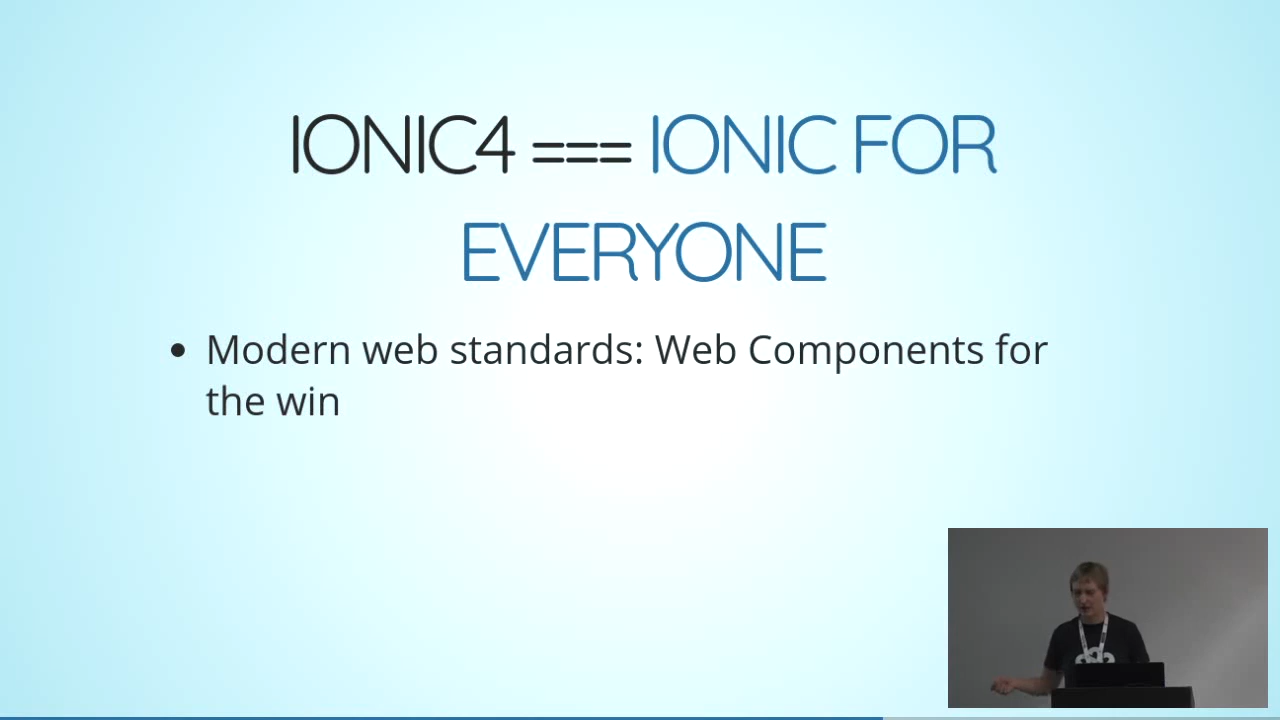 IONIC4 === IONIC FOR
EVERYONE
Modern web standards: Web Components for
the win